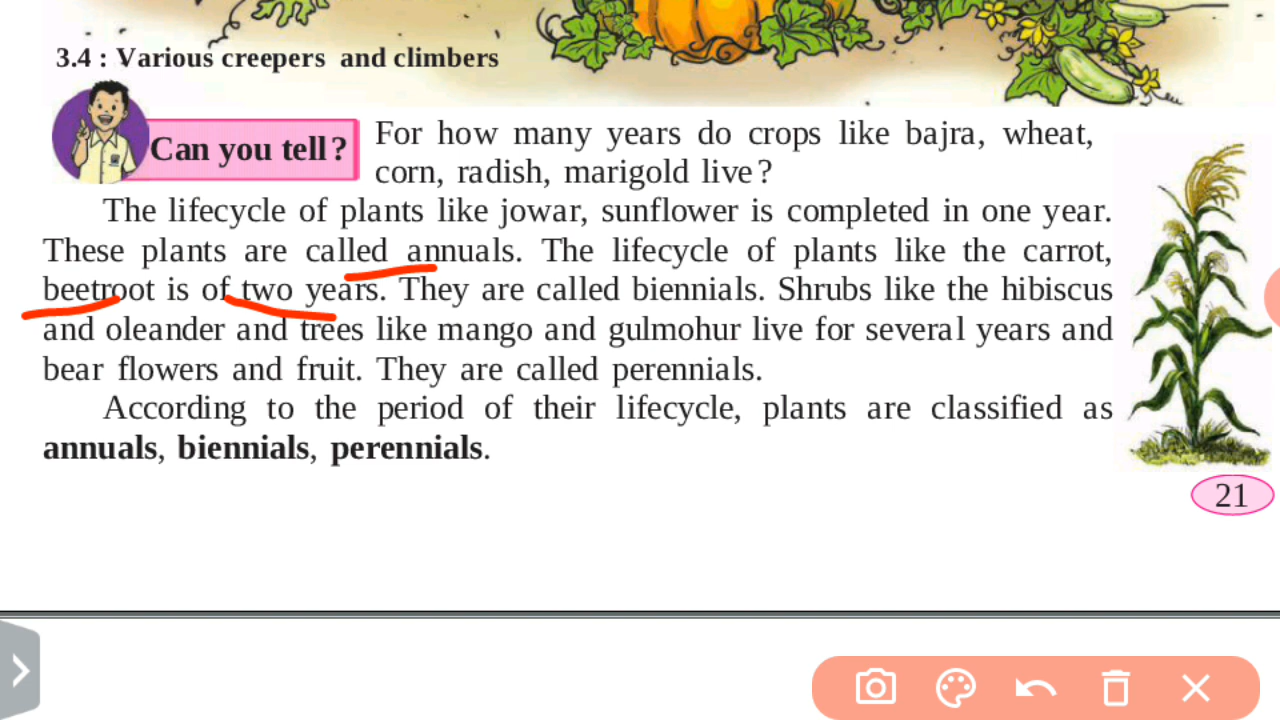 3.4 : Various creepers and climbers
Can you tell?
For how many years do crops like bajra, wheat,
corn, radish, marigold live?
The lifecycle of plants like jowar, sunflower is completed in one year.
These plants are called annuals. The lifecycle of plants like the carrot,
beetroot is of two years. They are called biennials. Shrubs like the hibiscus
and oleander and trees like mango and gulmohur live for several years and
bear flowers and fruit. They are called perennials.
According to the period of their lifecycle, plants are classified as
annuals, biennials, perennials.
21